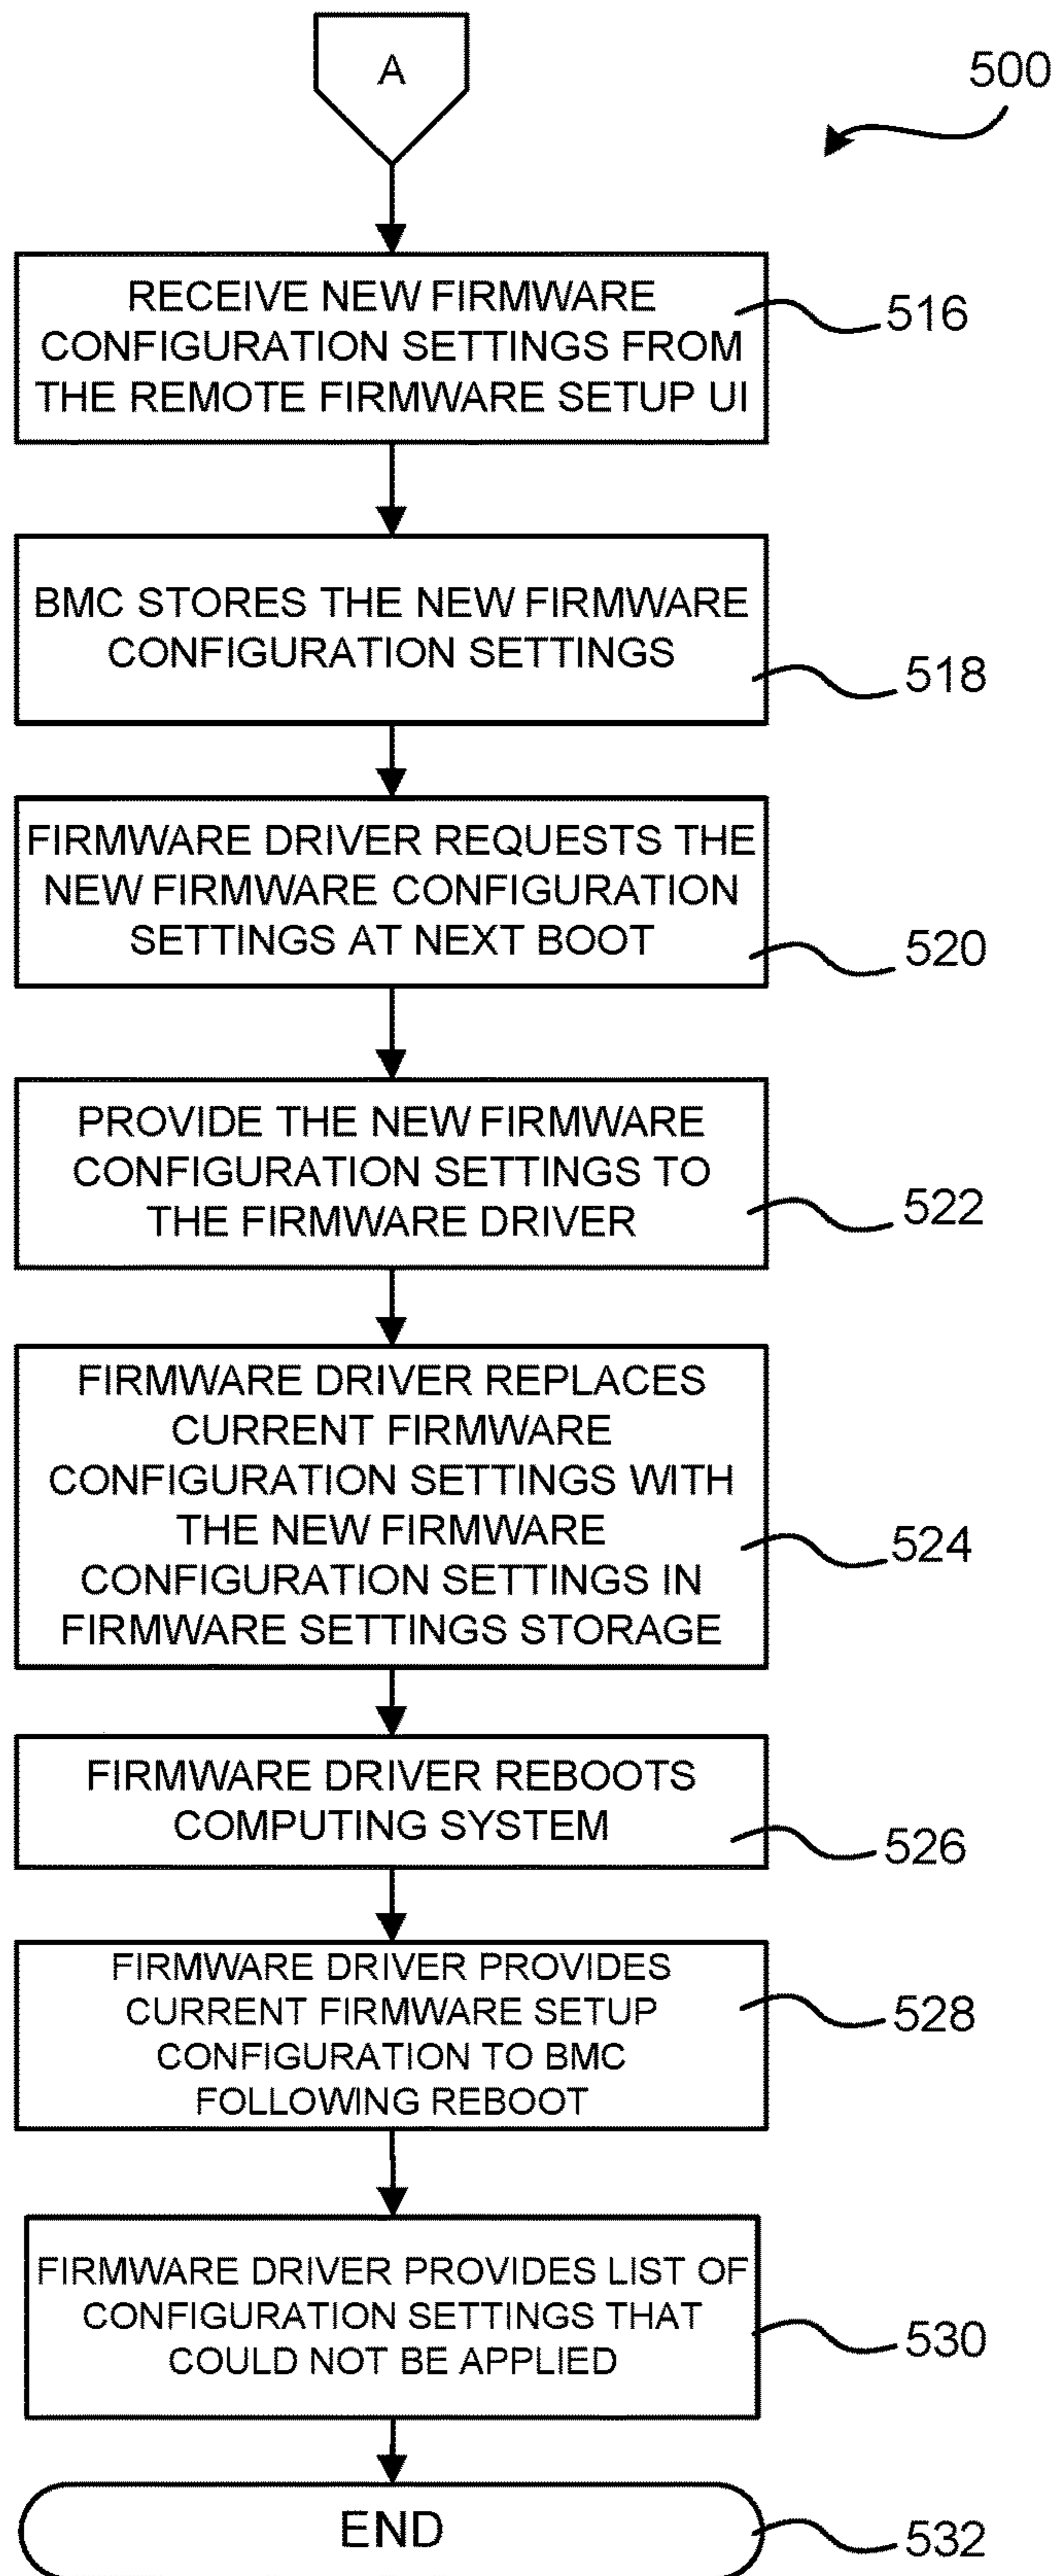 A
500
RECEIVE NEW FIRMWARE
CONFIGURATION SETTINGS FROM
THE REMOTE FIRMWARE SETUP UI
516
BMC STORES THE NEW FIRMWARE
CONFIGURATION SETTINGS
518
FIRMWARE DRIVER REQUESTS THE
NEW FIRMWARE CONFIGURATION
SETTINGS AT NEXT BOOT
520
PROVIDE THE NEW FIRMWARE
CONFIGURATION SETTINGS TO
THE FIRMWARE DRIVER
522
FIRMWARE DRIVER REPLACES
CURRENT FIRMWARE
CONFIGURATION SETTINGS WITH
THE NEW FIRMWARE
CONFIGURATION SETTINGS IN
FIRMWARE SETTINGS STORAGE
524
FIRMWARE DRIVER REBOOTS
COMPUTING SYSTEM
526
FIRMWARE DRIVER PROVIDES
CURRENT FIRMWARE SETUP
CONFIGURATION TO BMC
FOLLOWING REBOOT
528
FIRMWARE DRIVER PROVIDES LIST OF
CONFIGURATION SETTINGS THAT
COULD NOT BE APPLIED
530
END
532